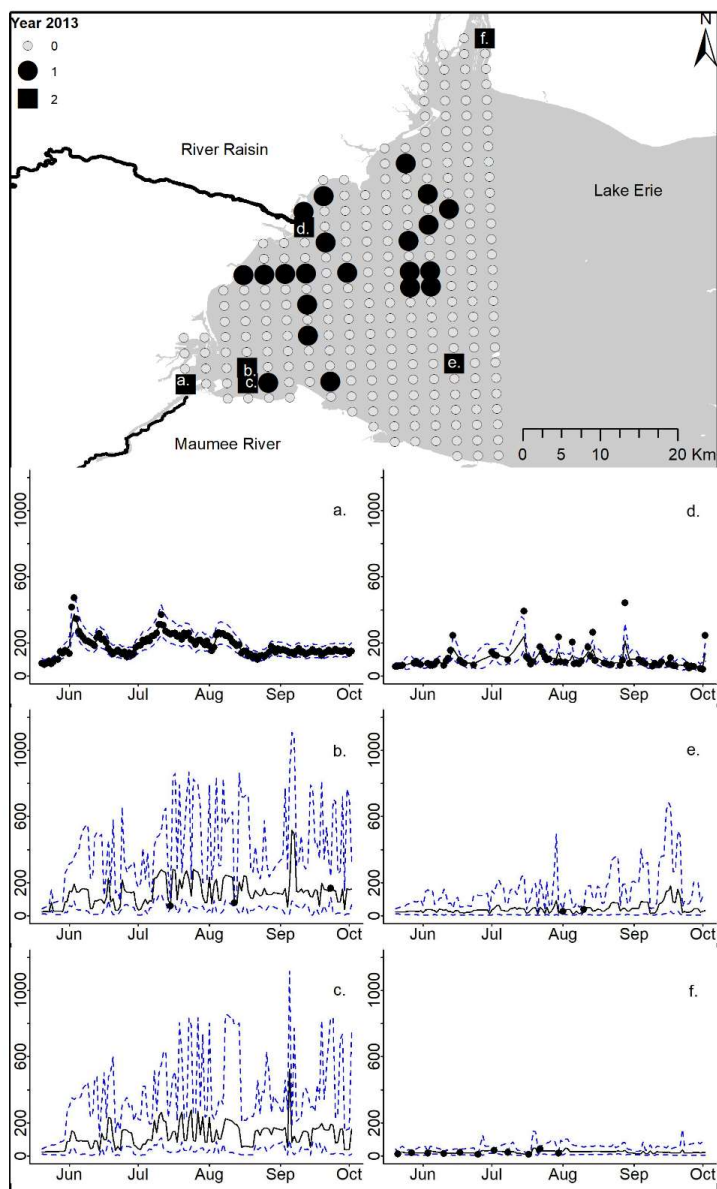 Year 2013
0
1
2
N
f.
River Raisin
Lake Erie
d.
b.
e.
a.
c.
Maumee River
0 5 10 20 Km
a.
1000
600
200
0
Jun Jul Aug Sep Oct
d.
1000
600
200
0
Jun Jul Aug Sep Oct
b.
1000
600
200
0
Jun Jul Aug Sep Oct
e.
1000
600
200
0
Jun Jul Aug Sep Oct
c.
1000
600
200
0
Jun Jul Aug Sep Oct
f.
1000
600
200
0
Jun Jul Aug Sep Oct